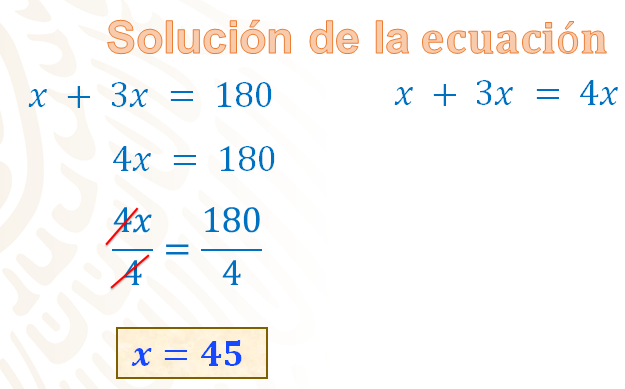 Solución de la ecuación
x + 3x = 180
x + 3x = 4x
4x = 180
4x/4 = 180/4
x = 45